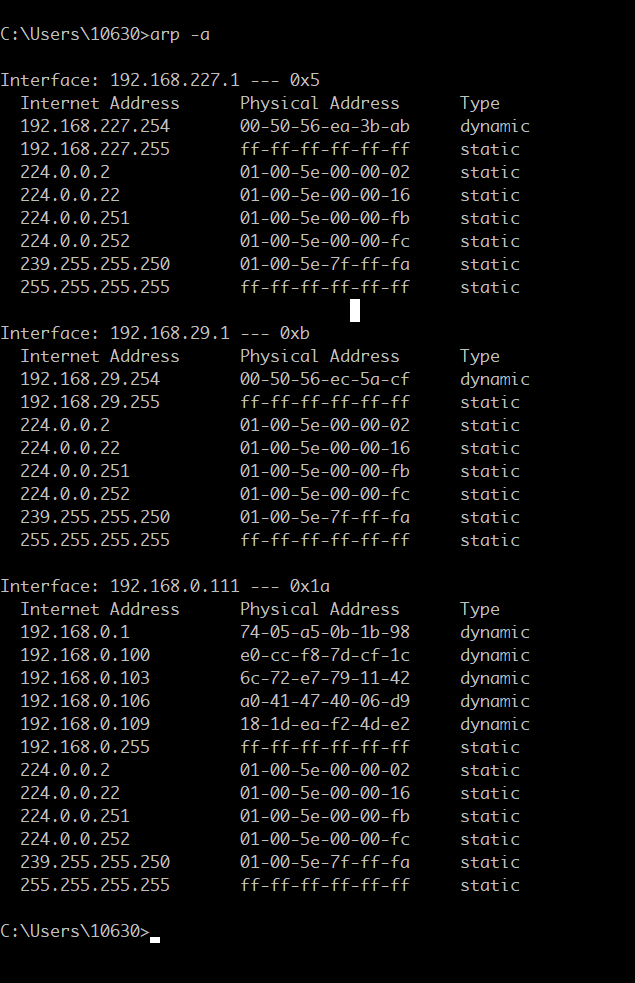 C:\Users\10630>arp -a
Interface: 192.168.227.1 --- 0x5
  Internet Address      Physical Address      Type
  192.168.227.254       00-50-56-ea-3b-ab     dynamic
  192.168.227.255       ff-ff-ff-ff-ff-ff     static
  224.0.0.2             01-00-5e-00-00-02     static
  224.0.0.22            01-00-5e-00-00-16     static
  224.0.0.251           01-00-5e-00-00-fb     static
  224.0.0.252           01-00-5e-00-00-fc     static
  239.255.255.250       01-00-5e-7f-ff-fa     static
  255.255.255.255       ff-ff-ff-ff-ff-ff     static
Interface: 192.168.29.1 --- 0xb
  Internet Address      Physical Address      Type
  192.168.29.254        00-50-56-ec-5a-cf     dynamic
  192.168.29.255        ff-ff-ff-ff-ff-ff     static
  224.0.0.2             01-00-5e-00-00-02     static
  224.0.0.22            01-00-5e-00-00-16     static
  224.0.0.251           01-00-5e-00-00-fb     static
  224.0.0.252           01-00-5e-00-00-fc     static
  239.255.255.250       01-00-5e-7f-ff-fa     static
  255.255.255.255       ff-ff-ff-ff-ff-ff     static
Interface: 192.168.0.111 --- 0x1a
  Internet Address      Physical Address      Type
  192.168.0.1           74-05-a5-0b-1b-98     dynamic
  192.168.0.100         e0-cc-f8-7d-cf-1c     dynamic
  192.168.0.103         6c-72-e7-79-11-42     dynamic
  192.168.0.106         a0-41-47-40-06-d9     dynamic
  192.168.0.109         18-1d-ea-f2-4d-e2     dynamic
  192.168.0.255         ff-ff-ff-ff-ff-ff     static
  224.0.0.2             01-00-5e-00-00-02     static
  224.0.0.22            01-00-5e-00-00-16     static
  224.0.0.251           01-00-5e-00-00-fb     static
  224.0.0.252           01-00-5e-00-00-fc     static
  239.255.255.250       01-00-5e-7f-ff-fa     static
  255.255.255.255       ff-ff-ff-ff-ff-ff     static
C:\Users\10630>